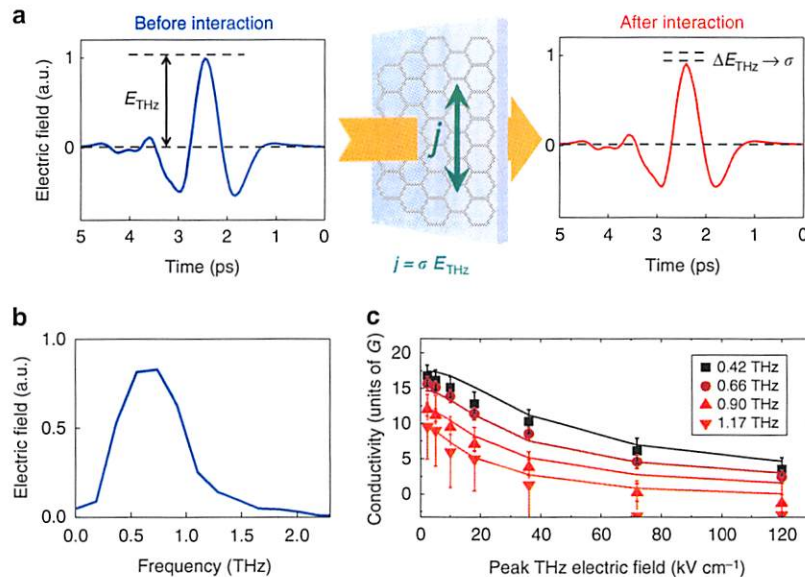 a
Before interaction
After interaction
Electric field (a.u.)
1
0
E_THz
5 4 3 2 1 0
Time (ps)
j
j = σ E_THz
1
0
ΔE_THz → σ
5 4 3 2 1 0
Time (ps)
b
Electric field (a.u.)
1.0
0.5
0.0
0.0 0.5 1.0 1.5 2.0
Frequency (THz)
c
Conductivity (units of G)
20
15
10
5
0
0.42 THz
0.66 THz
0.90 THz
1.17 THz
0 20 40 60 80 100 120
Peak THz electric field (kV cm⁻¹)